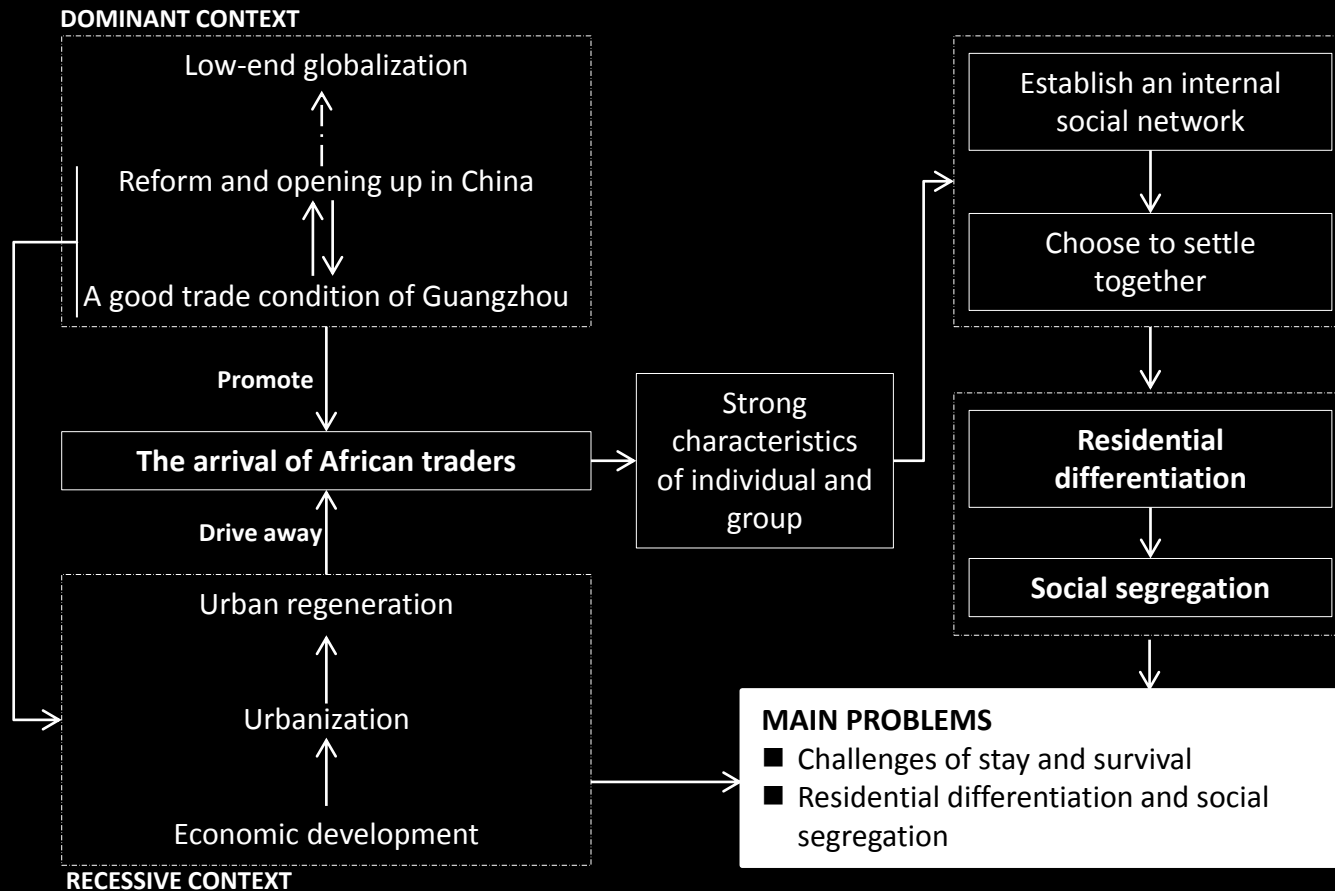 DOMINANT CONTEXT
Low-end globalization
Reform and opening up in China
A good trade condition of Guangzhou
Promote
The arrival of African traders
Drive away
Urban regeneration
Urbanization
Economic development
RECESSIVE CONTEXT
Strong
characteristics
of individual and
group
Establish an internal
social network
Choose to settle
together
Residential
differentiation
Social segregation
MAIN PROBLEMS
■ Challenges of stay and survival
■ Residential differentiation and social
segregation